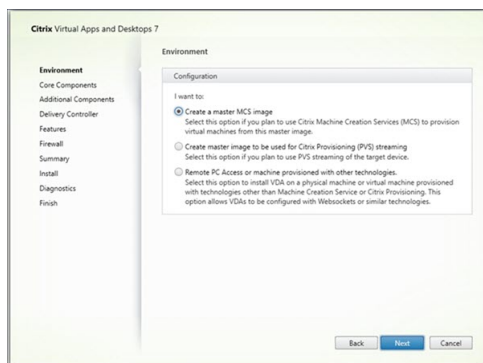 Citrix Virtual Apps and Desktops 7
Environment
Environment
Core Components
Additional Components
Delivery Controller
Features
Firewall
Summary
Install
Diagnostics
Finish
Configuration
I want to:
Create a master MCS image
Select this option if you plan to use Citrix Machine Creation Services (MCS) to provision
virtual machines from this master image.
Create master image to be used for Citrix Provisioning (PVS) streaming
Select this option if you plan to use PVS streaming of the target device.
Remote PC Access or machine provisioned with other technologies.
Select this option to install VDA on a physical machine or virtual machine provisioned
with technologies other than Machine Creation Service or Citrix Provisioning. This
option allows VDAs to be configured with Websockets or similar technologies.
Back Next Cancel